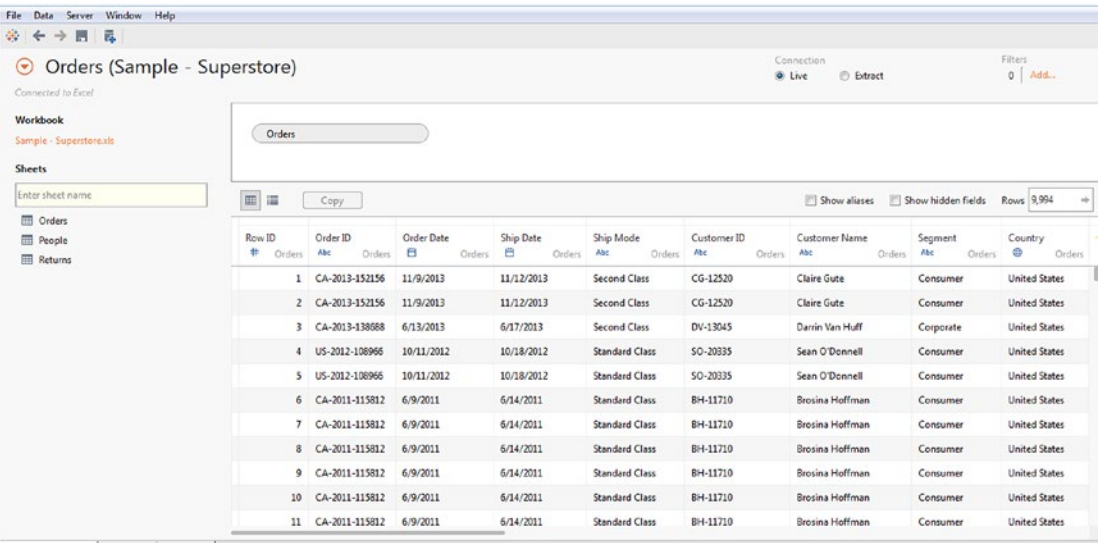 File Data Server Window Help
Orders (Sample - Superstore)
Connection
Live Extract
Filters
0 Add...
Connected to Excel
Workbook
Sample - Superstore.xls
Sheets
Enter sheet name
Orders
People
Returns
Orders
Copy Show aliases Show hidden fields Rows 9,994
Row ID Order ID Order Date Ship Date Ship Mode Customer ID Customer Name Segment Country
# Orders Abc Orders Orders Orders Abc Orders Abc Orders Abc Orders Abc Orders Orders
1 CA-2013-152156 11/9/2013 11/12/2013 Second Class CG-12520 Claire Gute Consumer United States
2 CA-2013-152156 11/9/2013 11/12/2013 Second Class CG-12520 Claire Gute Consumer United States
3 CA-2013-138688 6/13/2013 6/17/2013 Second Class DV-13045 Darrin Van Huff Corporate United States
4 US-2012-108966 10/11/2012 10/18/2012 Standard Class SO-20335 Sean O'Donnell Consumer United States
5 US-2012-108966 10/11/2012 10/18/2012 Standard Class SO-20335 Sean O'Donnell Consumer United States
6 CA-2011-115812 6/9/2011 6/14/2011 Standard Class BH-11710 Brosina Hoffman Consumer United States
7 CA-2011-115812 6/9/2011 6/14/2011 Standard Class BH-11710 Brosina Hoffman Consumer United States
8 CA-2011-115812 6/9/2011 6/14/2011 Standard Class BH-11710 Brosina Hoffman Consumer United States
9 CA-2011-115812 6/9/2011 6/14/2011 Standard Class BH-11710 Brosina Hoffman Consumer United States
10 CA-2011-115812 6/9/2011 6/14/2011 Standard Class BH-11710 Brosina Hoffman Consumer United States
11 CA-2011-115812 6/9/2011 6/14/2011 Standard Class BH-11710 Brosina Hoffman Consumer United States